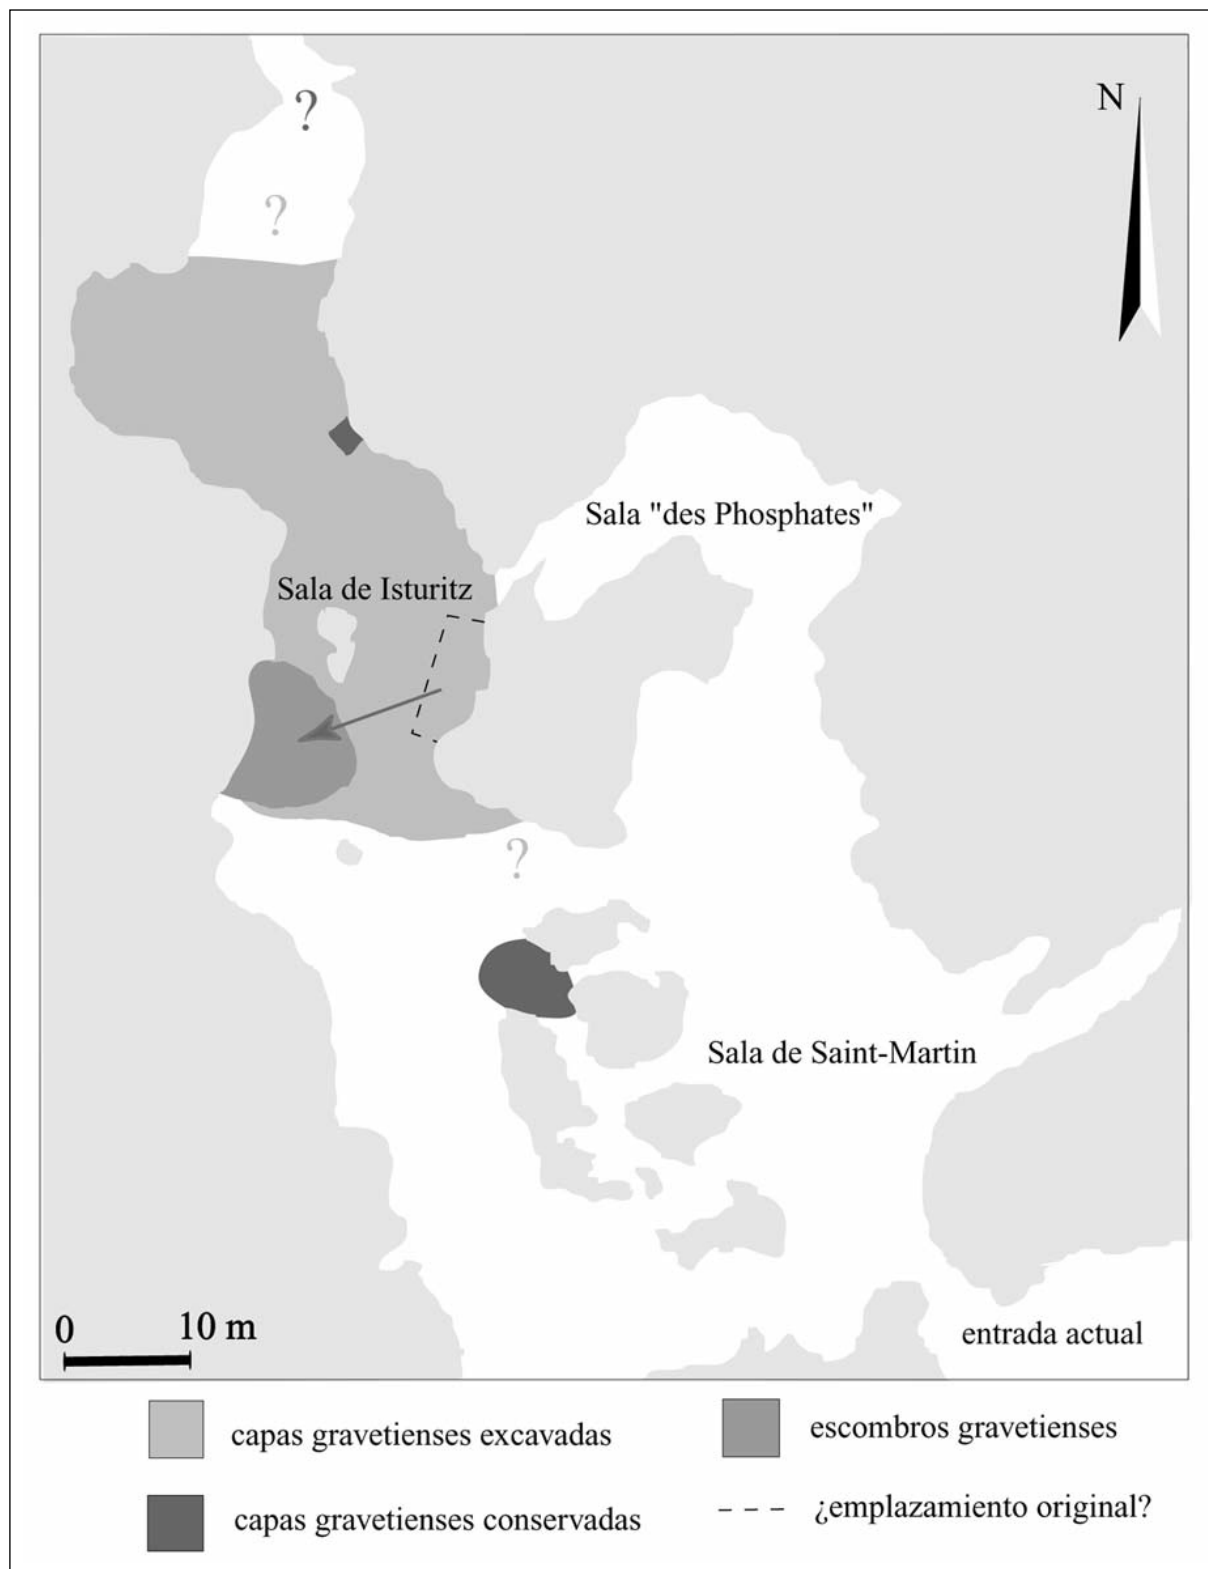 ?
N
?
Sala "des Phosphates"
Sala de Isturitz
?
Sala de Saint-Martin
0
10 m
entrada actual
capas gravetienses excavadas
escombros gravetienses
capas gravetienses conservadas
¿emplazamiento original?